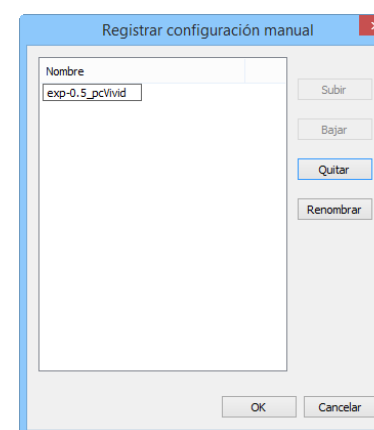 Registrar configuración manual
Nombre
exp-0.5_pcVivid
Subir
Bajar
Quitar
Renombrar
OK
Cancelar